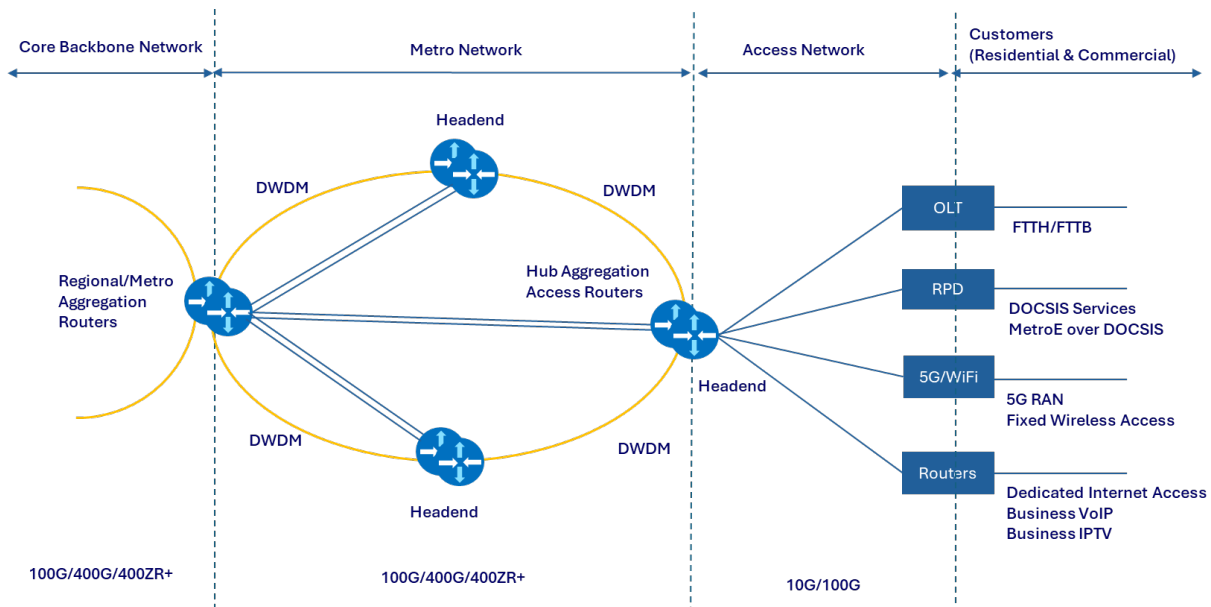 Core Backbone Network
Metro Network
Access Network
Customers
(Residential & Commercial)
Headend
DWDM
DWDM
OLT
FTTH/FTTB
Regional/Metro
Aggregation
Routers
Hub Aggregation
Access Routers
RPD
DOCSIS Services
MetroE over DOCSIS
Headend
5G/WiFi
5G RAN
Fixed Wireless Access
DWDM
DWDM
Routers
Headend
Dedicated Internet Access
Business VoIP
Business IPTV
100G/400G/400ZR+
100G/400G/400ZR+
10G/100G